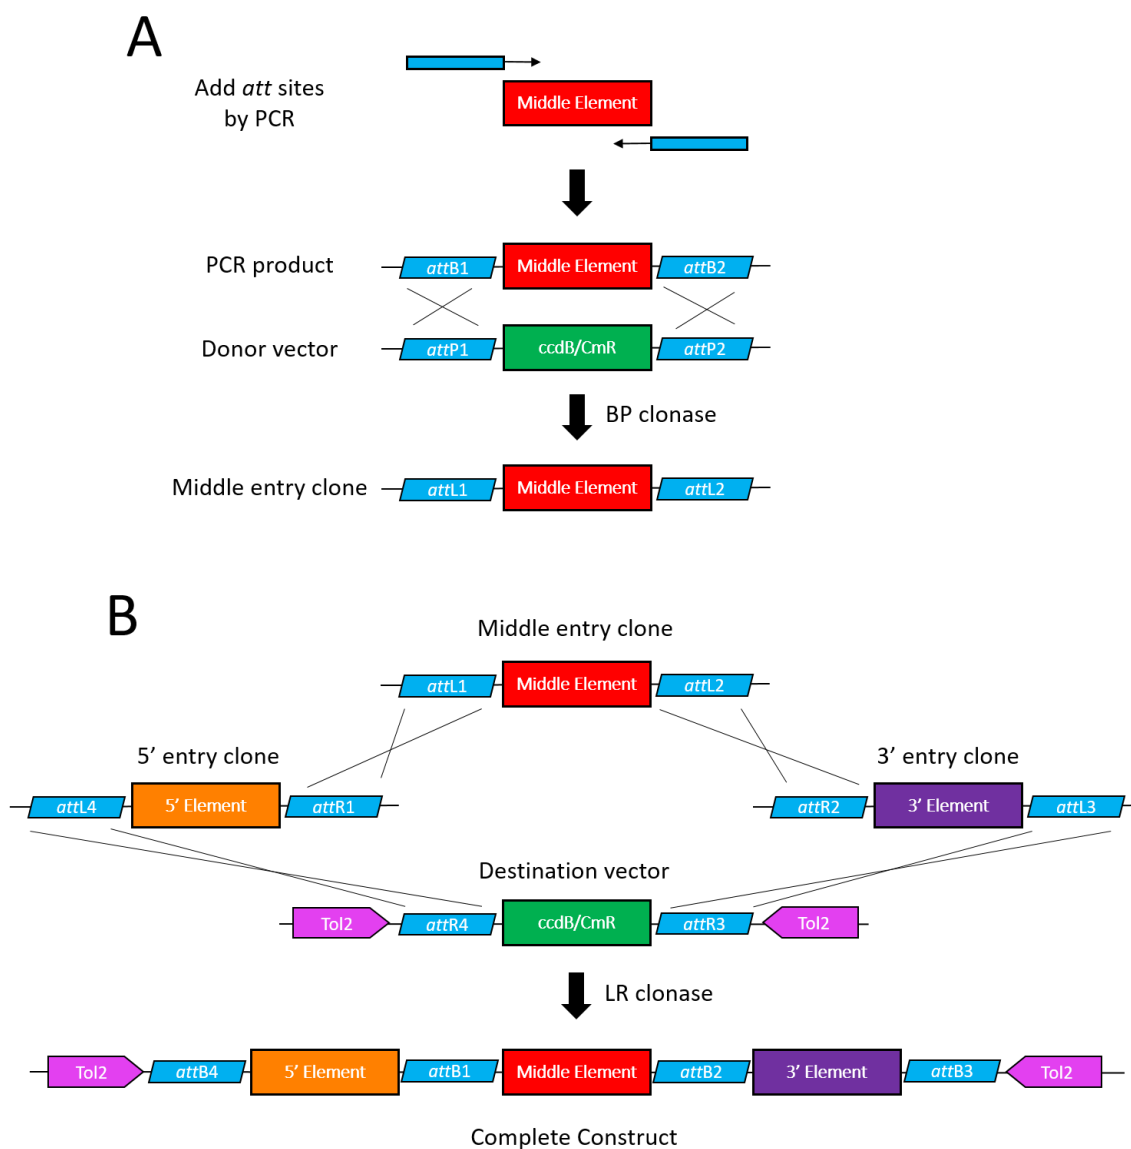 A
Add att sites
by PCR
Middle Element
PCR product
attB1
Middle Element
attB2
Donor vector
attP1
ccdB/CmR
attP2
BP clonase
Middle entry clone
attL1
Middle Element
attL2
B
Middle entry clone
attL1
Middle Element
attL2
5’ entry clone
3’ entry clone
attL4
5’ Element
attR1
attR2
3’ Element
attL3
Destination vector
Tol2
attR4
ccdB/CmR
attR3
Tol2
LR clonase
Tol2
attB4
5’ Element
attB1
Middle Element
attB2
3’ Element
attB3
Tol2
Complete Construct